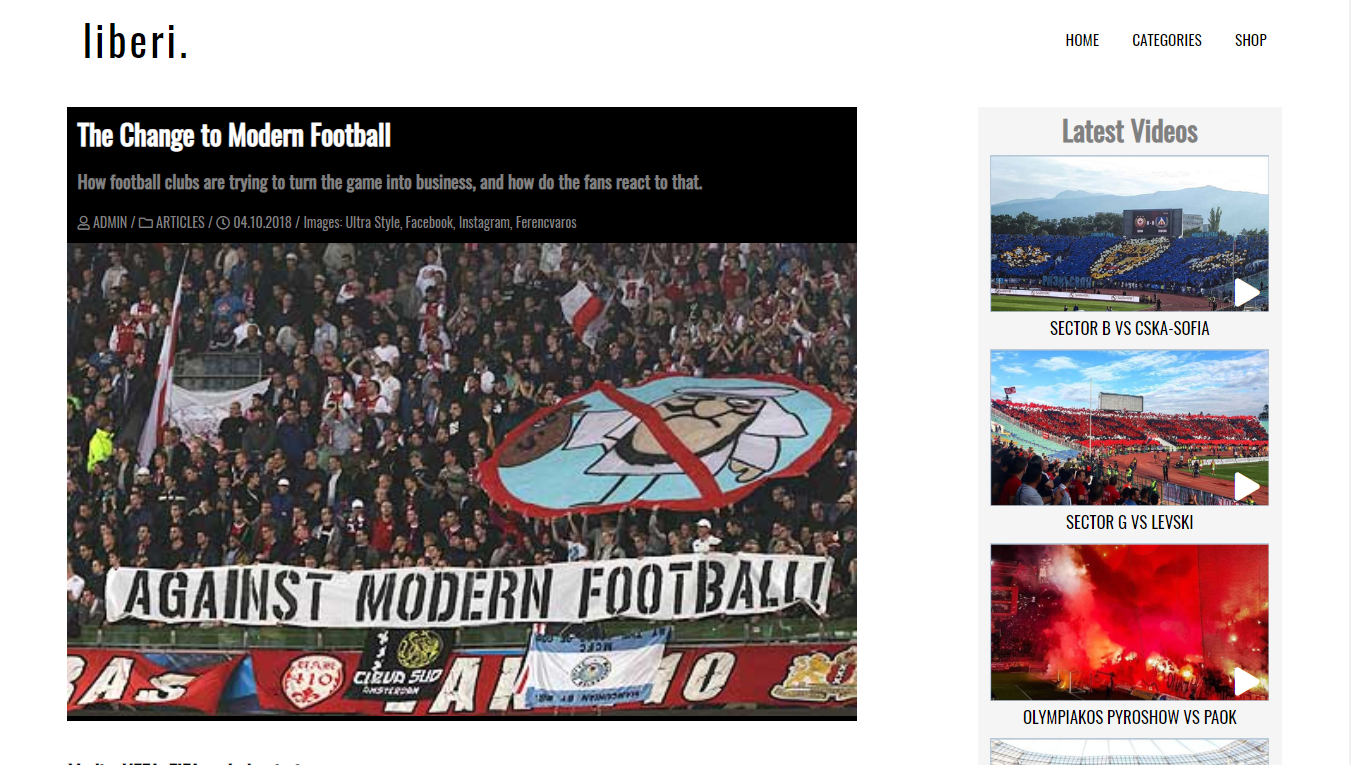 liberi.
HOME CATEGORIES SHOP
The Change to Modern Football
How football clubs are trying to turn the game into business, and how do the fans react to that.
ADMIN / ARTICLES / 04.10.2018 / Images: Ultra Style, Facebook, Instagram, Ferencvaros
AGAINST MODERN FOOTBALL!
CURVA SUD
AMSTERDAM
410
MCFC
Latest Videos
SECTOR B VS CSKA-SOFIA
SECTOR G VS LEVSKI
OLYMPIAKOS PYROSHOW VS PAOK